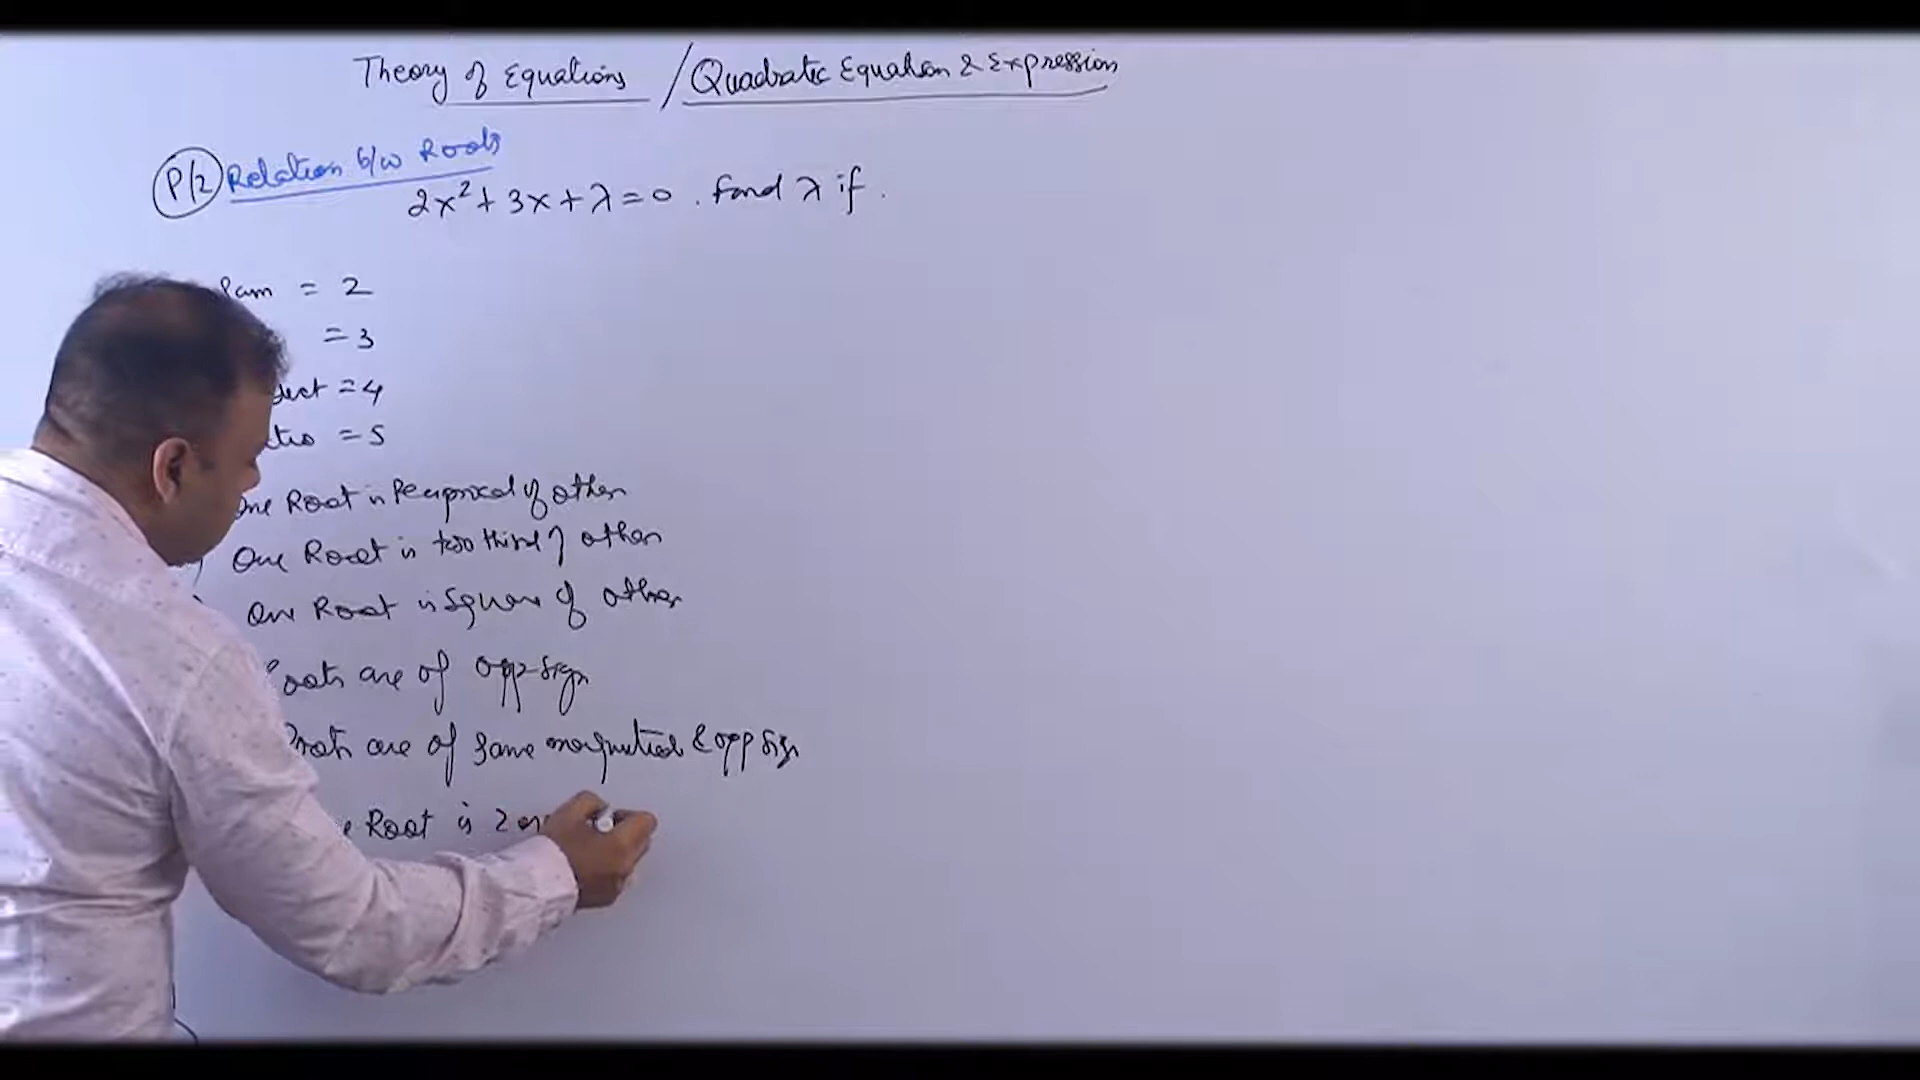 Theory of Equations / Quadratic Equation & Expression
P/2 Relation b/w Roots
2x² + 3x + λ = 0 . Find λ if .
= 2
= 3
= 4
= 5
One Root is Reciprocal of other
One Root is two third of other
One Root is square of other
Roots are of opp sign
Roots are of same magnitude & opp sign
Root is